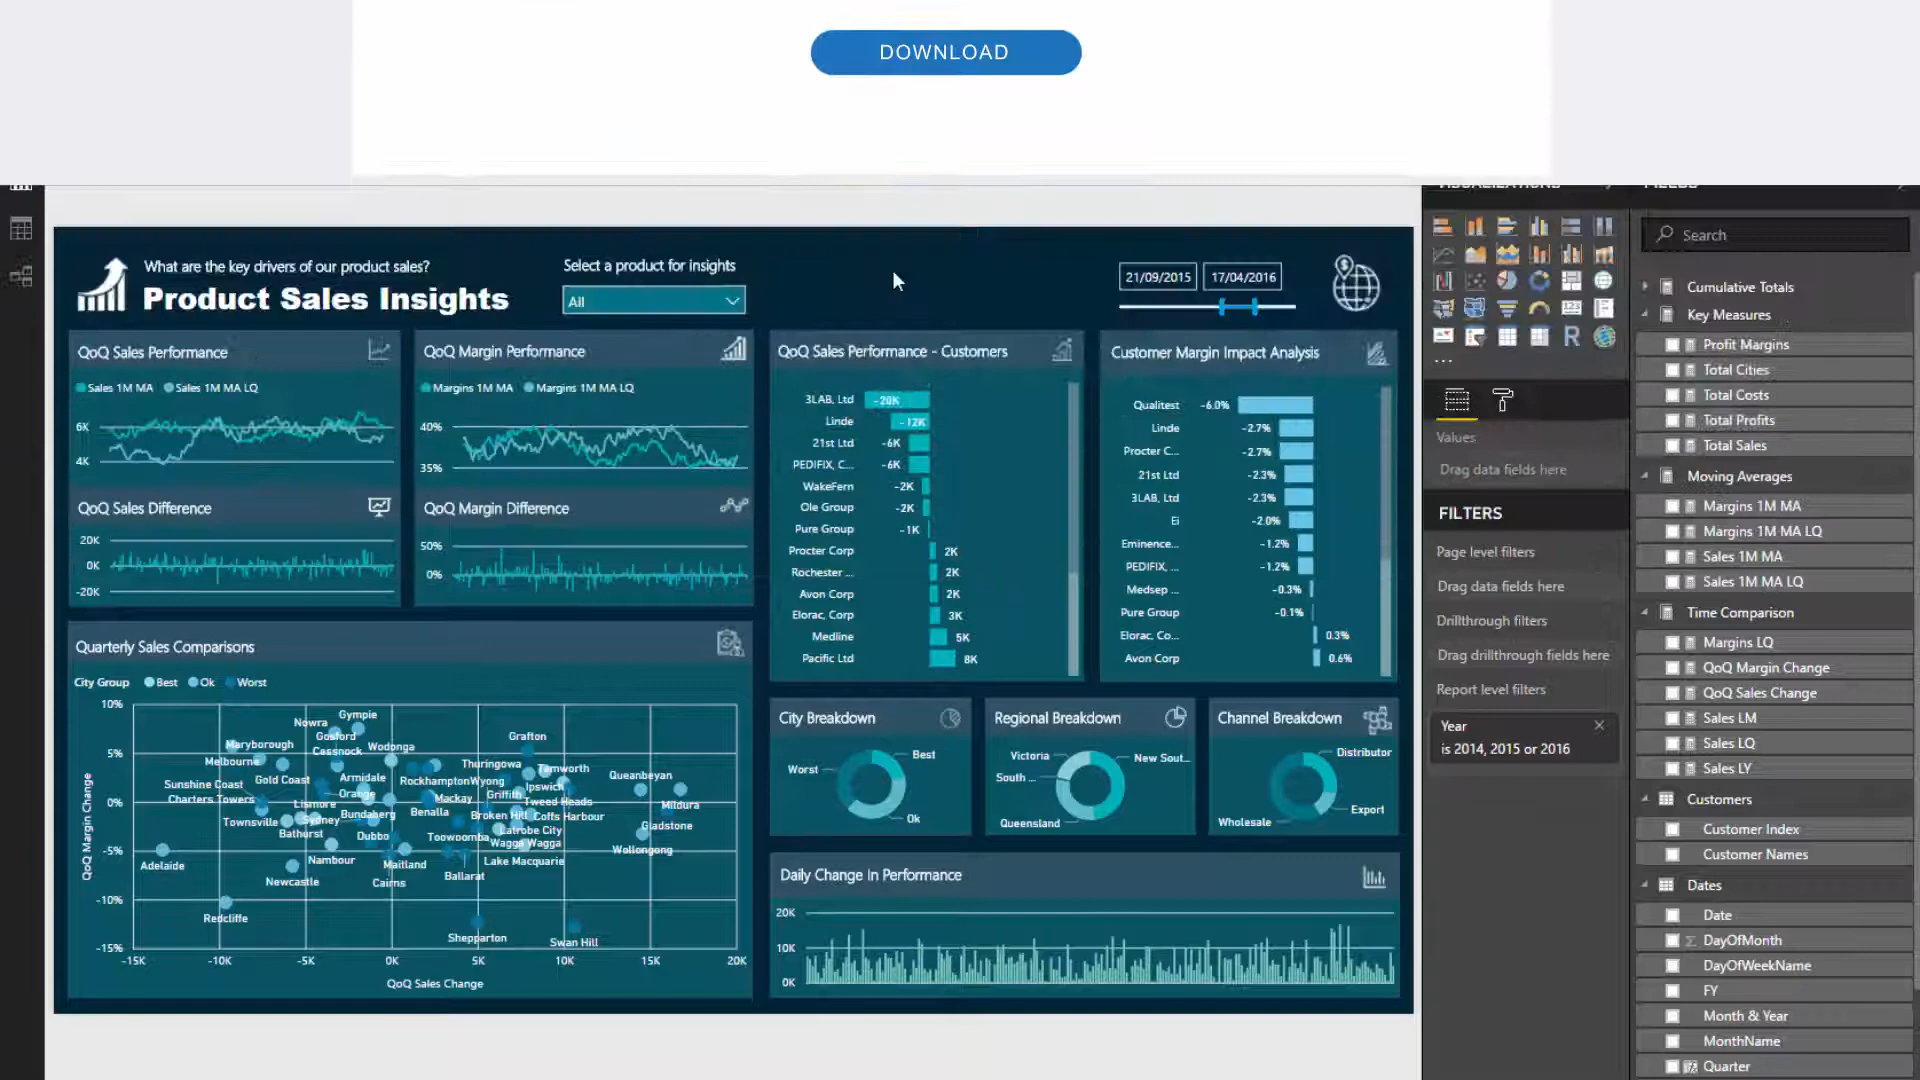 DOWNLOAD
What are the key drivers of our product sales?
Product Sales Insights
Select a product for insights
All
21/09/2015
17/04/2016
QoQ Sales Performance
Sales 1M MA
Sales 1M MA LQ
6K
4K
QoQ Sales Difference
20K
0K
-20K
QoQ Margin Performance
Margins 1M MA
Margins 1M MA LQ
40%
35%
QoQ Margin Difference
50%
0%
QoQ Sales Performance - Customers
3LAB, Ltd -20K
Linde -12K
21st Ltd -6K
PEDIFIX, C... -6K
WakeFern -2K
Ole Group -2K
Pure Group -1K
Procter Corp 2K
Rochester ... 2K
Avon Corp 2K
Elorac, Corp 3K
Medline 5K
Pacific Ltd 8K
Customer Margin Impact Analysis
Qualitest -6.0%
Linde -2.7%
Procter C... -2.7%
21st Ltd -2.3%
3LAB, Ltd -2.3%
Ei -2.0%
Eminence... -1.2%
PEDIFIX, ... -1.2%
Medsep ... -0.3%
Pure Group -0.1%
Elorac, Co... 0.3%
Avon Corp 0.6%
Quarterly Sales Comparisons
City Group Best Ok Worst
QoQ Margin Change
10%
5%
0%
-5%
-10%
-15%
Gympie
Nowra
Gosford
Grafton
Maryborough
Cessnock
Wodonga
Melbourne
Thuringowa
Tamworth
Gold Coast
Armidale
Rockhampton
Wyong
Queanbeyan
Sunshine Coast
Ipswich
Orange
Griffith
Charters Towers
Mackay
Tweed Heads
Lismore
Mildura
Bundaberg
Benalla
Broken Hill
Coffs Harbour
Townsville
Sydney
Gladstone
Bathurst
Dubbo
Toowoomba
Latrobe City
Wagga Wagga
Wollongong
Nambour
Maitland
Lake Macquarie
Adelaide
Newcastle
Cairns
Ballarat
Redcliffe
Shepparton
Swan Hill
-15K
-10K
-5K
0K
5K
10K
15K
20K
QoQ Sales Change
City Breakdown
Best
Worst
Ok
Regional Breakdown
Victoria
New Sout...
South ...
Queensland
Channel Breakdown
Distributor
Export
Wholesale
Daily Change In Performance
20K
10K
0K
Values
Drag data fields here
FILTERS
Page level filters
Drag data fields here
Drillthrough filters
Drag drillthrough fields here
Report level filters
Year
is 2014, 2015 or 2016
Search
Cumulative Totals
Key Measures
Profit Margins
Total Cities
Total Costs
Total Profits
Total Sales
Moving Averages
Margins 1M MA
Margins 1M MA LQ
Sales 1M MA
Sales 1M MA LQ
Time Comparison
Margins LQ
QoQ Margin Change
QoQ Sales Change
Sales LM
Sales LQ
Sales LY
Customers
Customer Index
Customer Names
Dates
Date
DayOfMonth
DayOfWeekName
FY
Month & Year
MonthName
Quarter